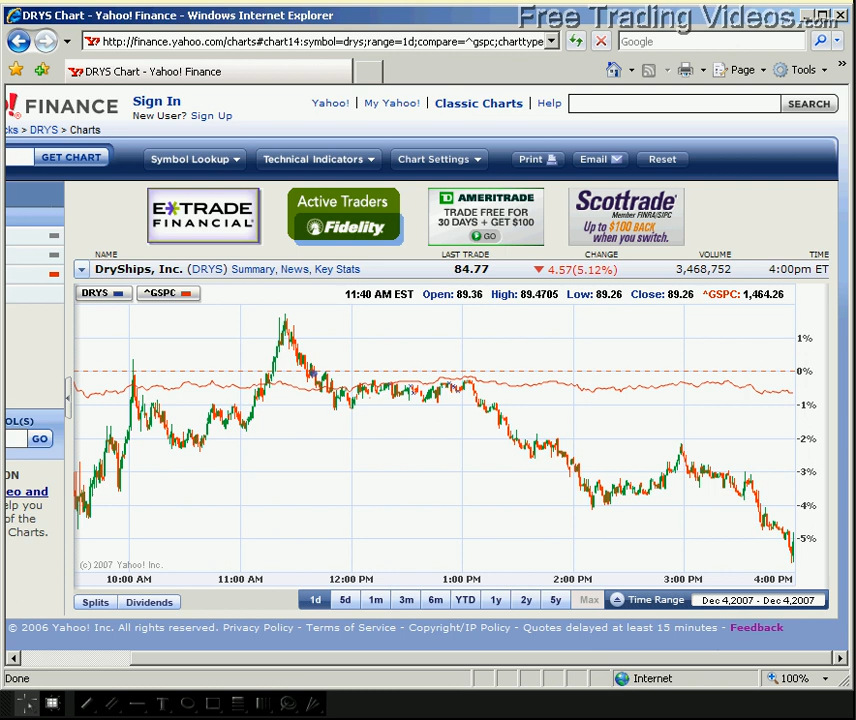 DRYS Chart - Yahoo! Finance - Windows Internet Explorer
Free Trading Videos.com
http://finance.yahoo.com/charts#chart14:symbol=drys;range=1d;compare=^gspc;charttype
Google
DRYS Chart - Yahoo! Finance
Page
Tools
! FINANCE
Sign In
New User? Sign Up
Yahoo! | My Yahoo! | Classic Charts | Help
SEARCH
cks > DRYS > Charts
GET CHART
Symbol Lookup
Technical Indicators
Chart Settings
Print
Email
Reset
E*TRADE
FINANCIAL
Active Traders
Fidelity
TD AMERITRADE
TRADE FREE FOR
30 DAYS + GET $100
GO
Scottrade
Member FINRA/SIPC
Up to $100 BACK
when you switch.
NAME LAST TRADE CHANGE VOLUME TIME
DryShips, Inc. (DRYS) Summary, News, Key Stats 84.77 4.57(5.12%) 3,468,752 4:00pm ET
DRYS ^GSPC 11:40 AM EST Open: 89.36 High: 89.4705 Low: 89.26 Close: 89.26 ^GSPC: 1,464.26
1%
0%
-1%
-2%
-3%
-4%
-5%
OL(S)
GO
ON
eo and
elp you
of the
Charts.
(c) 2007 Yahoo! Inc.
10:00 AM 11:00 AM 12:00 PM 1:00 PM 2:00 PM 3:00 PM 4:00 PM
Splits Dividends 1d 5d 1m 3m 6m YTD 1y 2y 5y Max Time Range Dec 4,2007 - Dec 4,2007
© 2006 Yahoo! Inc. All rights reserved. Privacy Policy - Terms of Service - Copyright/IP Policy - Quotes delayed at least 15 minutes - Feedback
Done
Internet
100%